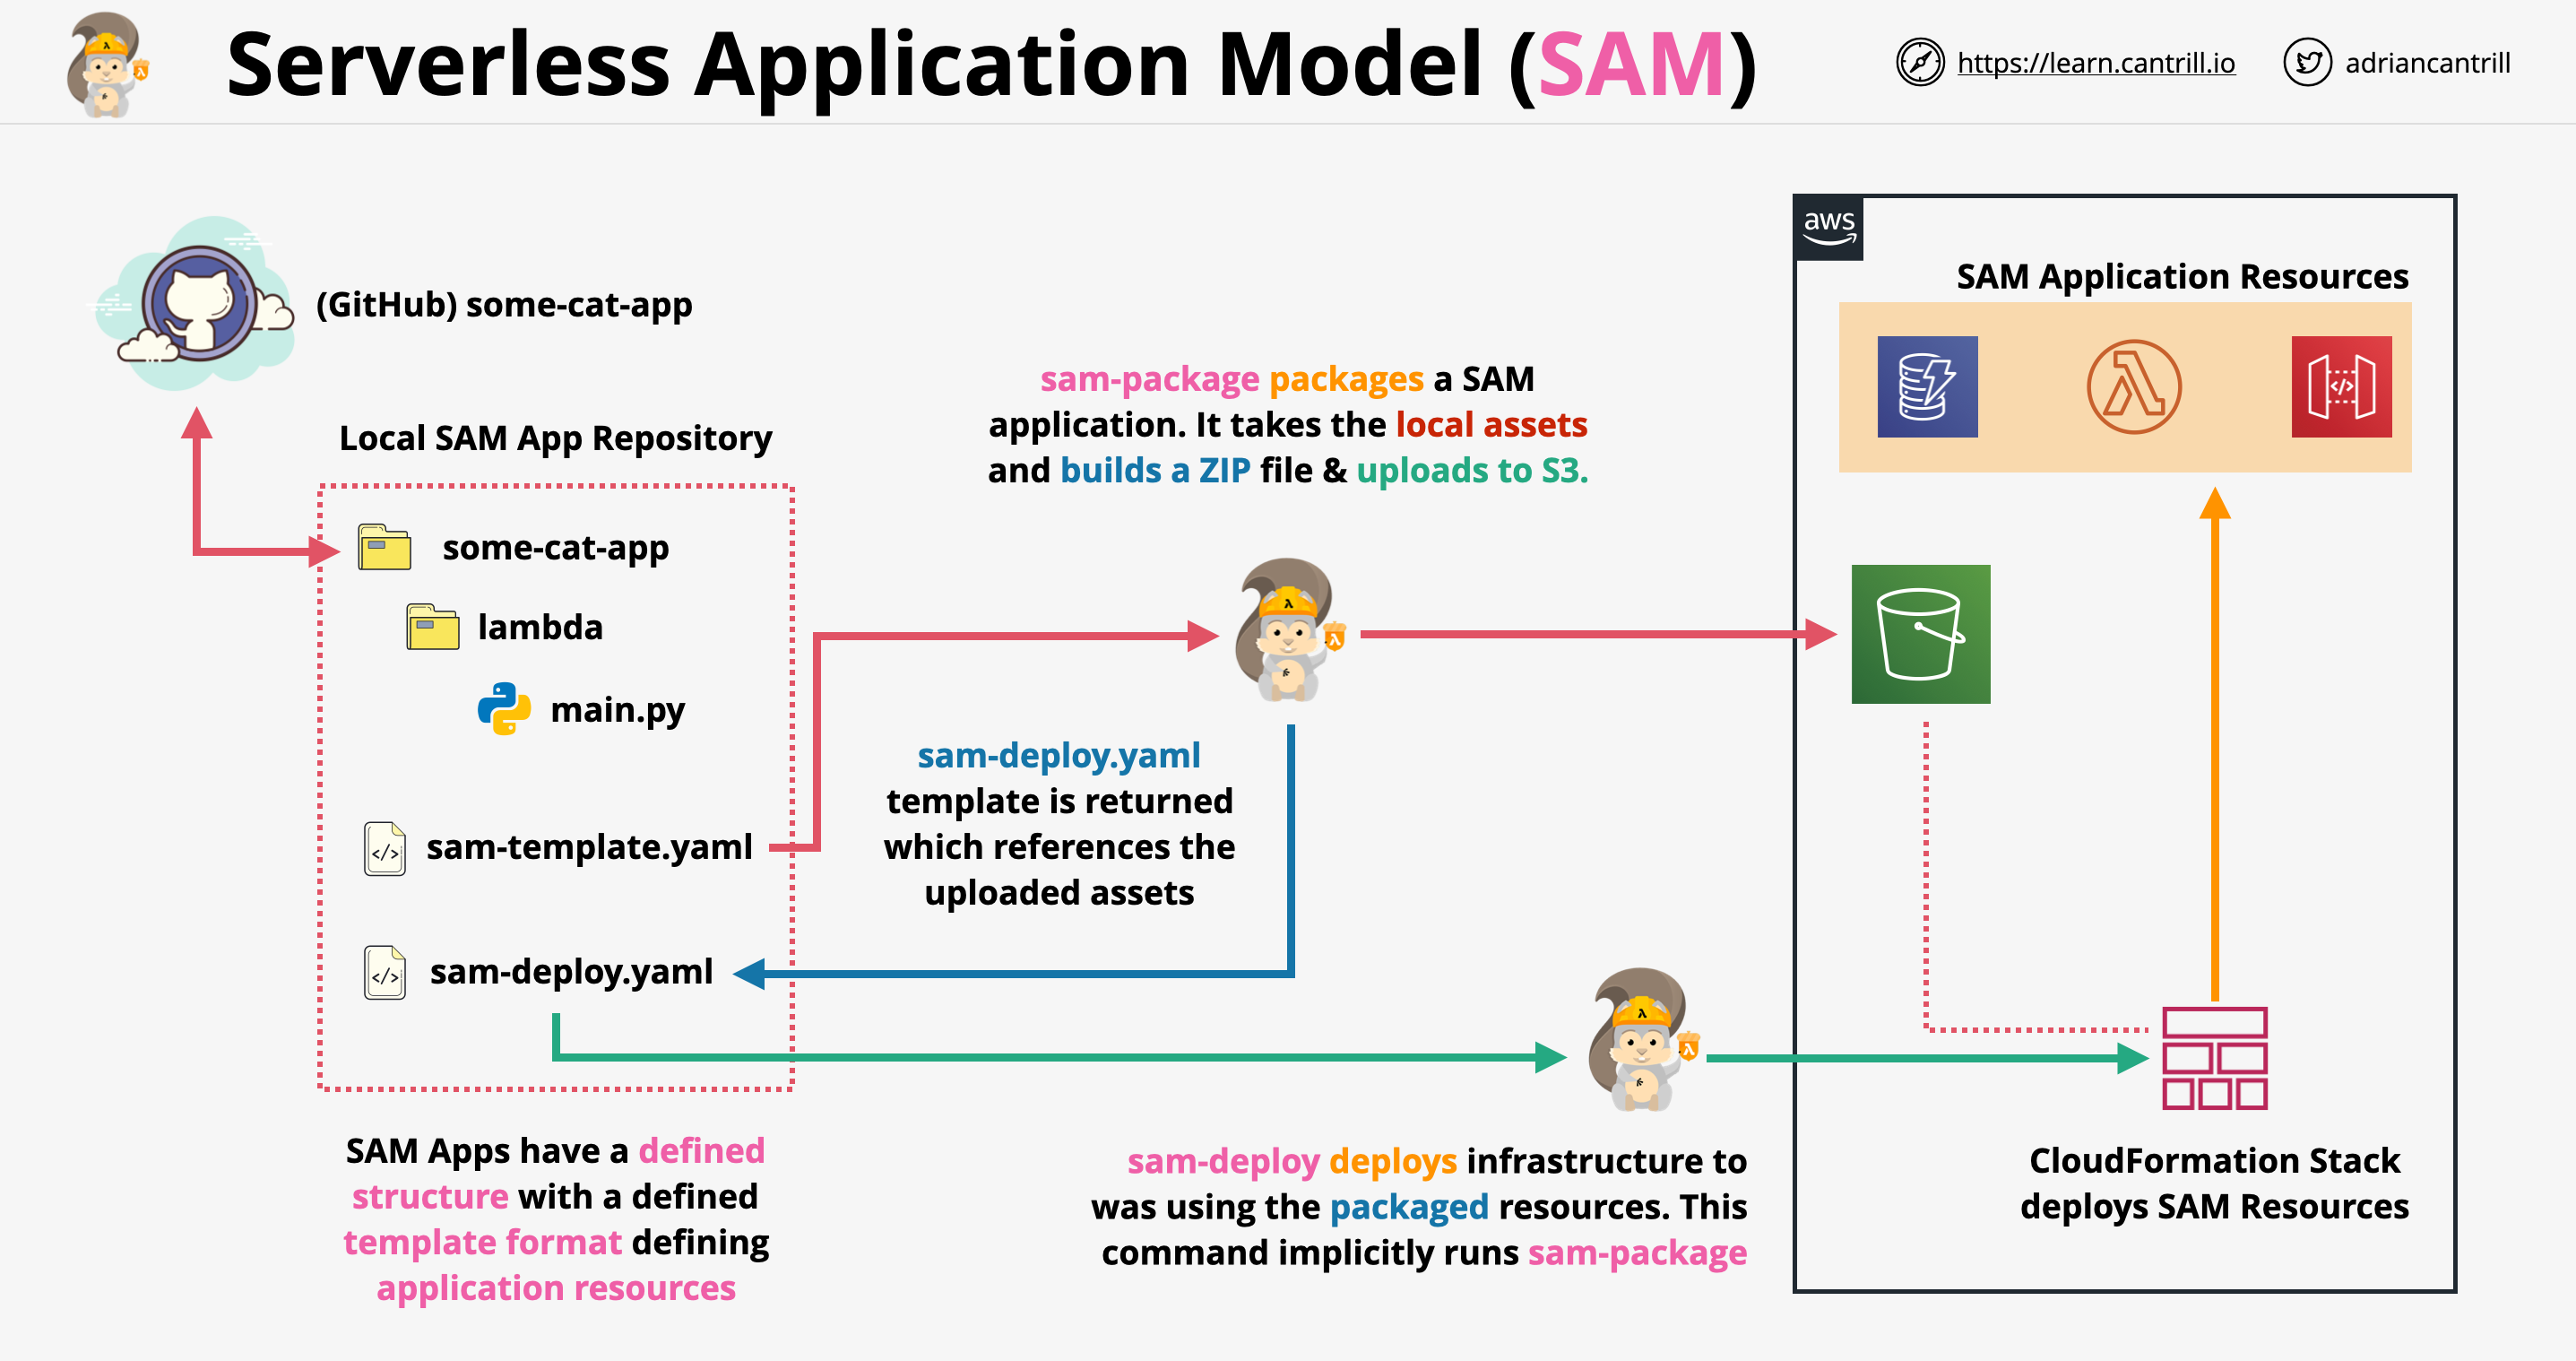 Serverless Application Model (SAM)
https://learn.cantrill.io
adriancantrill
(GitHub) some-cat-app
Local SAM App Repository
some-cat-app
lambda
main.py
sam-template.yaml
sam-deploy.yaml
SAM Apps have a defined
structure with a defined
template format defining
application resources
sam-package packages a SAM
application. It takes the local assets
and builds a ZIP file & uploads to S3.
sam-deploy.yaml
template is returned
which references the
uploaded assets
sam-deploy deploys infrastructure to
was using the packaged resources. This
command implicitly runs sam-package
aws
SAM Application Resources
CloudFormation Stack
deploys SAM Resources